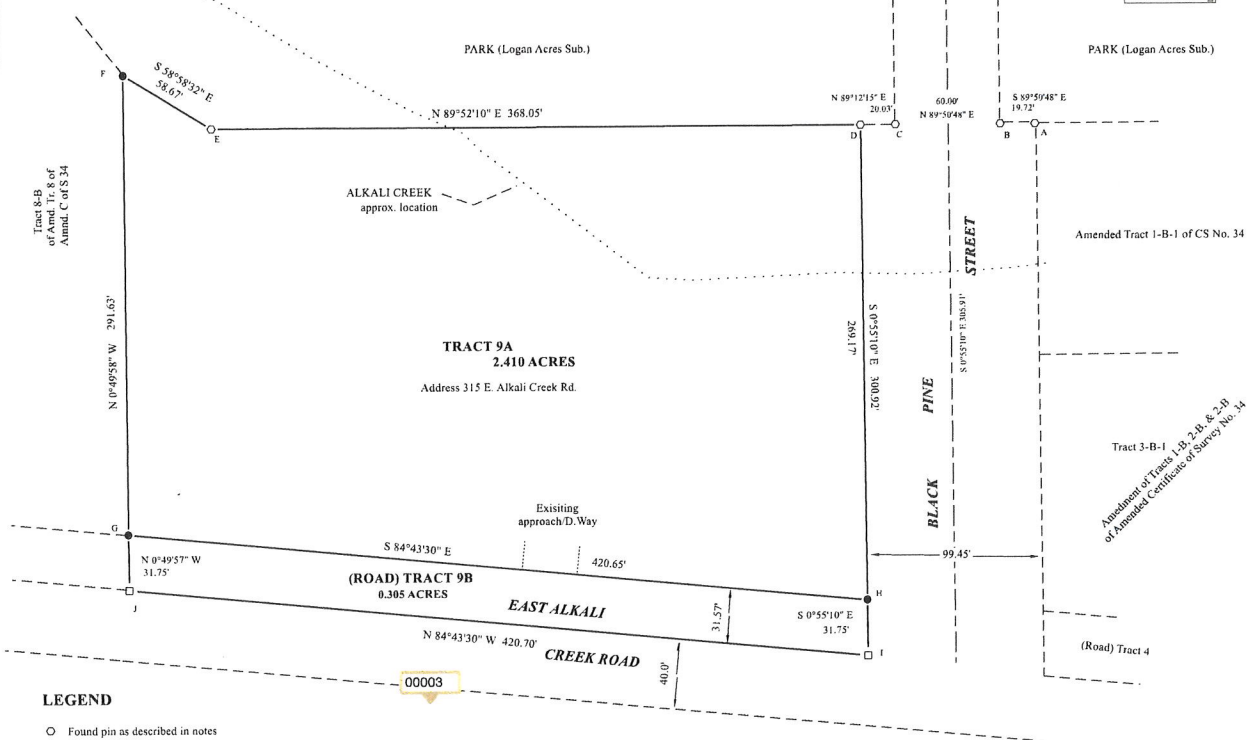 PARK (Logan Acres Sub.)
PARK (Logan Acres Sub.)
F
S 58°58'32" E
58.67'
E
N 89°52'10" E 368.05'
N 89°12'15" E
20.03'
60.00'
N 89°50'48" E
S 89°50'48" E
19.72'
D
C
B
A
Tract 8-B
of Amd. Tr. 8 of
Amnd. C of S 34
ALKALI CREEK
approx. location
STREET
Amended Tract 1-B-1 of CS No. 34
N 0°49'58" W 291.63'
TRACT 9A
2.410 ACRES
Address 315 E. Alkali Creek Rd.
269.17'
S 0°55'10" E 300.92'
S 0°55'10" E 305.91'
PINE
BLACK
Tract 3-B-1
Amedment of Tracts 1-B, 2-B, & 2-B
of Amended Certificate of Survey No. 34
Exisiting
approach/D.Way
G
S 84°43'30" E
420.65'
99.45'
N 0°49'57" W
31.75'
(ROAD) TRACT 9B
0.305 ACRES
H
J
EAST ALKALI
31.57'
S 0°55'10" E
31.75'
N 84°43'30" W 420.70'
CREEK ROAD
I
(Road) Tract 4
40.0'
00003
LEGEND
Found pin as described in notes